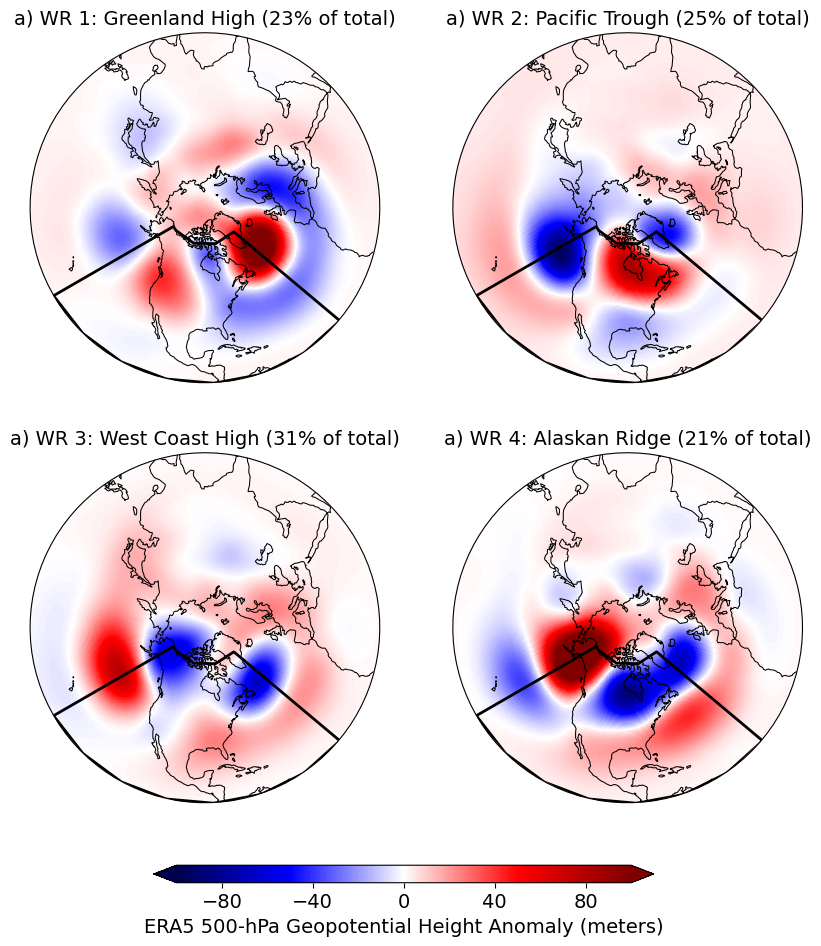 a) WR 1: Greenland High (23% of total)
a) WR 2: Pacific Trough (25% of total)
a) WR 3: West Coast High (31% of total)
a) WR 4: Alaskan Ridge (21% of total)
−80 −40 0 40 80
ERA5 500-hPa Geopotential Height Anomaly (meters)